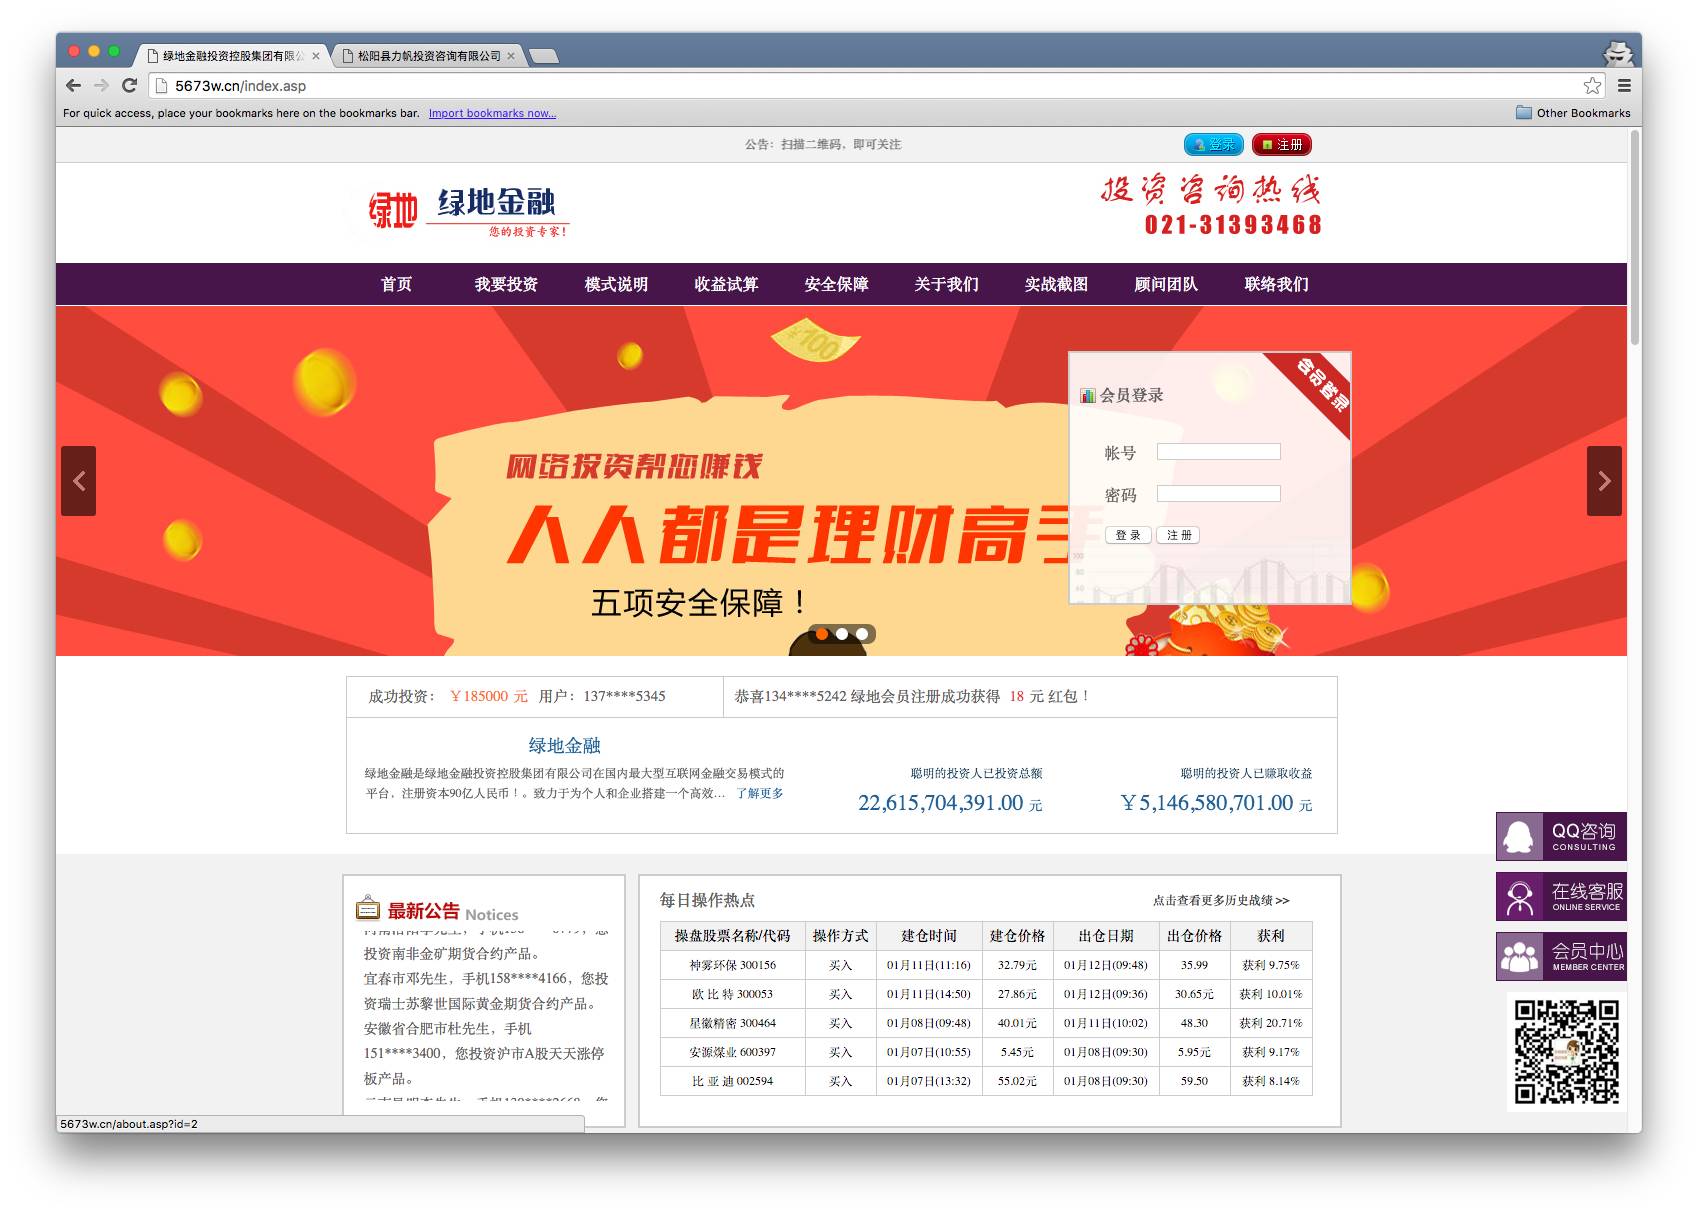 绿地金融投资控股集团有限公
松阳县力帆投资咨询有限公司
5673w.cn/index.asp
For quick access, place your bookmarks here on the bookmarks bar. Import bookmarks now...
Other Bookmarks
公告：扫描二维码，即可关注
登录 注册
绿地 绿地金融
您的投资专家！
投资咨询热线
021-31393468
首页 我要投资 模式说明 收益试算 安全保障 关于我们 实战截图 顾问团队 联络我们
¥100
网络投资帮您赚钱
人人都是理财高手
五项安全保障！
会员登录
会员登录
帐号
密码
登 录 注 册
100
80
60
成功投资： ￥185000 元 用户：137****5345
恭喜134****5242 绿地会员注册成功获得 18 元 红包！
绿地金融
绿地金融是绿地金融投资控股集团有限公司在国内最大型互联网金融交易模式的
平台，注册资本90亿人民币！。致力于为个人和企业搭建一个高效... 了解更多
聪明的投资人已投资总额
22,615,704,391.00 元
聪明的投资人已赚取收益
￥5,146,580,701.00 元
QQ咨询
CONSULTING
在线客服
ONLINE SERVICE
会员中心
MEMBER CENTER
最新公告 Notices
投资南非金矿期货合约产品。
宜春市邓先生，手机158****4166，您投
资瑞士苏黎世国际黄金期货合约产品。
安徽省合肥市杜先生，手机
151****3400，您投资沪市A股天天涨停
板产品。
每日操作热点
点击查看更多历史战绩 >>
操盘股票名称/代码 操作方式 建仓时间 建仓价格 出仓日期 出仓价格 获利
神雾环保 300156 买入 01月11日(11:16) 32.79元 01月12日(09:48) 35.99 获利 9.75%
欧 比 特 300053 买入 01月11日(14:50) 27.86元 01月12日(09:36) 30.65元 获利 10.01%
星徽精密 300464 买入 01月08日(09:48) 40.01元 01月11日(10:02) 48.30 获利 20.71%
安源煤业 600397 买入 01月07日(10:55) 5.45元 01月08日(09:30) 5.95元 获利 9.17%
比 亚 迪 002594 买入 01月07日(13:32) 55.02元 01月08日(09:30) 59.50 获利 8.14%
5673w.cn/about.asp?id=2